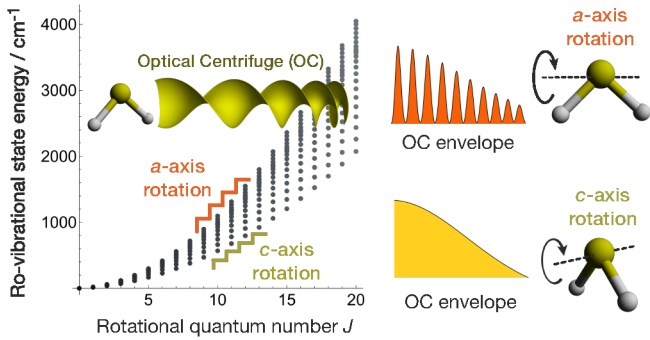 Ro-vibrational state energy / cm⁻¹
4000
3000
2000
1000
5
10
15
20
Rotational quantum number J
Optical Centrifuge (OC)
a-axis
rotation
c-axis
rotation
OC envelope
a-axis
rotation
OC envelope
c-axis
rotation